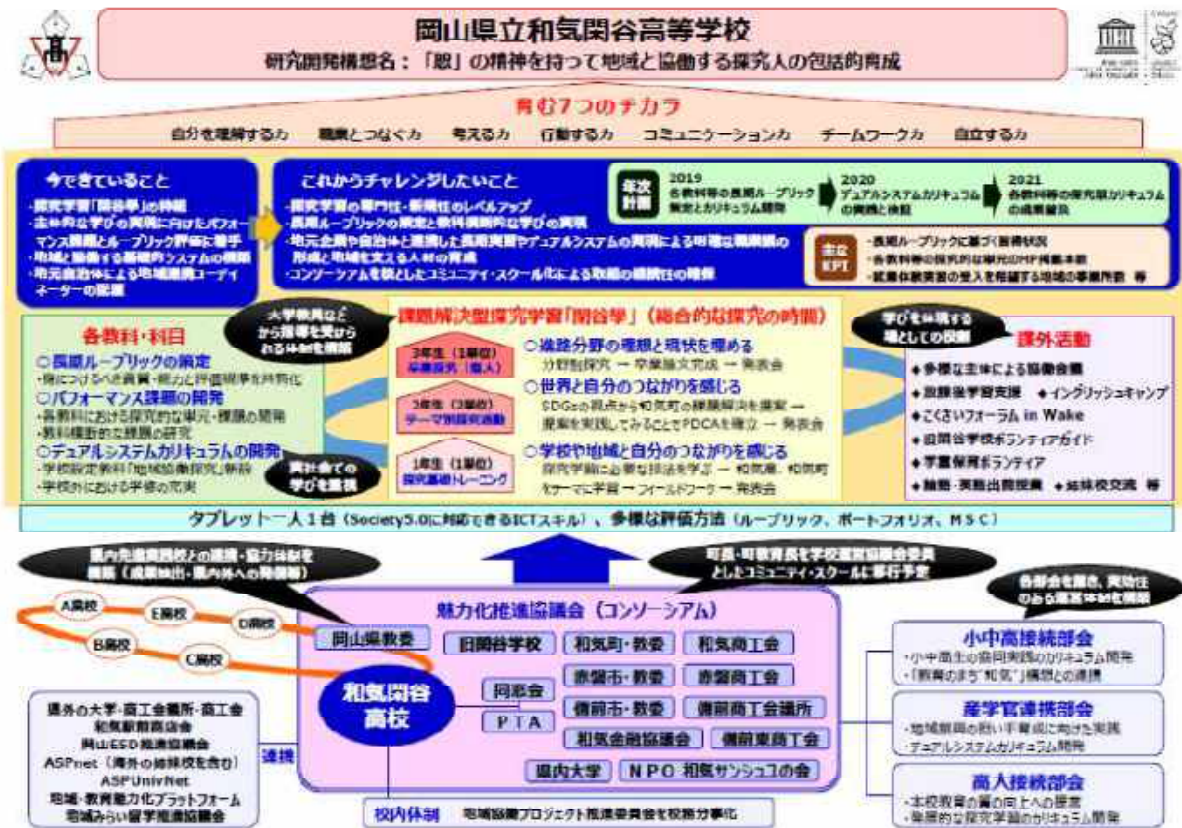 岡山県立和気閑谷高等学校
研究開発構想名：「恕」の精神を持って地域と協働する探究人の包括的育成
育む7つのチカラ
自分を理解する力 職業とつなぐ力 考える力 行動する力 コミュニケーション力 チームワーク力 自立する力
今できていること
・探究学習「閑谷學」の
・主体的な学びの実現に向けたパフォー
マンス課題とルーブリック評価に着手
・地域と協働する基礎的システムの構築
・地元自治体による地域連携コーディ
ネーターの配置
これからチャレンジしたいこと
・探究学習の専門性・ のレベルアップ
・長期ルーブリックの策定と教科横断的な学びの実現
・地元企業や自治体と連携した長期実習やデュアルシステムの実現による明確な職業観の
形成と地域を支える人材の育成
・コンソーシアムを核としたコミュニティ・スクール化による取組の継続性の確保
年次
計画
2019
各教科等の長期ルーブリック
策定とカリキュラム開発
2020
デュアルシステムカリキュラム
の実践と検証
2021
各教科等の探究型カリキュラム
の成果普及
主な
KPI
・長期ルーブリックに基づく習得状況
・各教科等の探究的な単元のHP掲載本数
・就業体験実習の受入を希望する地域の事業所数 等
各教科・科目
○長期ルーブリックの策定
・身につけるべき資質・能力と評価規準を共有化
○パフォーマンス課題の開発
・各教科における探究的な単元・課題の開発
・教科横断的な課題の研究
○デュアルシステムカリキュラムの開発
・学校設定教科「地域協働探究」新設
・学校外における学修の充実
大学教員など
から指導を受けら
れる体制を構築
実社会での
学びを重視
課題解決型探究学習「閑谷學」（総合的な探究の時間）
3年生（1単位）
卒業探究（個人）
○進路分野の理想と現状を埋める
分野別探究 → 卒業論文完成 → 発表会
2年生（2単位）
テーマ別探究活動
○世界と自分のつながりを感じる
SDGsの視点から和気町の課題解決を提案 →
提案を実践してみることでPDCAを確立 → 発表会
1年生（1単位）
探究基礎トレーニング
○学校や地域と自分のつながりを感じる
探究学習に必要な技法を学ぶ → 和気高、和気町
をテーマに学習 → フィールドワーク → 発表会
学びを体現する
場としての役割
課外活動
◆多様な主体による協働会議
◆放課後学習支援 ◆イングリッシュキャンプ
◆こくさいフォーラム in Wake
◆旧閑谷学校ボランティアガイド
◆学童保育ボランティア
◆論語・英語出前授業 ◆姉妹校交流 等
タブレット一人1台（Society5.0に対応できるICTスキル）、多様な評価方法（ルーブリック、ポートフォリオ、MSC）
県内先進実践校との連携・協力体制を
構築（成果抽出・県内外への発信等）
町長・町教育長を学校運営協議会委員
としたコミュニティ・スクールに移行予定
各部会を開き、実効性
のある運営体制を構築
A高校 E高校 D高校
B高校 C高校
魅力化推進協議会（コンソーシアム）
岡山県教委 旧閑谷学校 和気町・教委 和気商工会
和気閑谷
高校
赤磐市・教委 赤磐商工会
同窓会
備前市・教委 備前商工会議所
PTA
和気金融協議会 備前東商工会
県内大学 NPO 和気サンシュユの会
県外の大学・商工会議所・商工会
和気駅前商店会
岡山ESD推進協議会
ASPnet（海外の姉妹校を含む）
ASPUnivNet
地域・教育魅力化プラットフォーム
地域みらい留学推進協議会
連携
校内体制 地域協働プロジェクト推進委員会を校務分掌化
小中高接続部会
・小中高生の協同実践のカリキュラム開発
・「教育のまち"和気"」構想との連携
産学官連携部会
・地域創生の担い手育成に向けた実践
・デュアルシステムカリキュラム開発
高大接続部会
・本校教育の質の向上への提言
・発展的な探究学習のカリキュラム開発